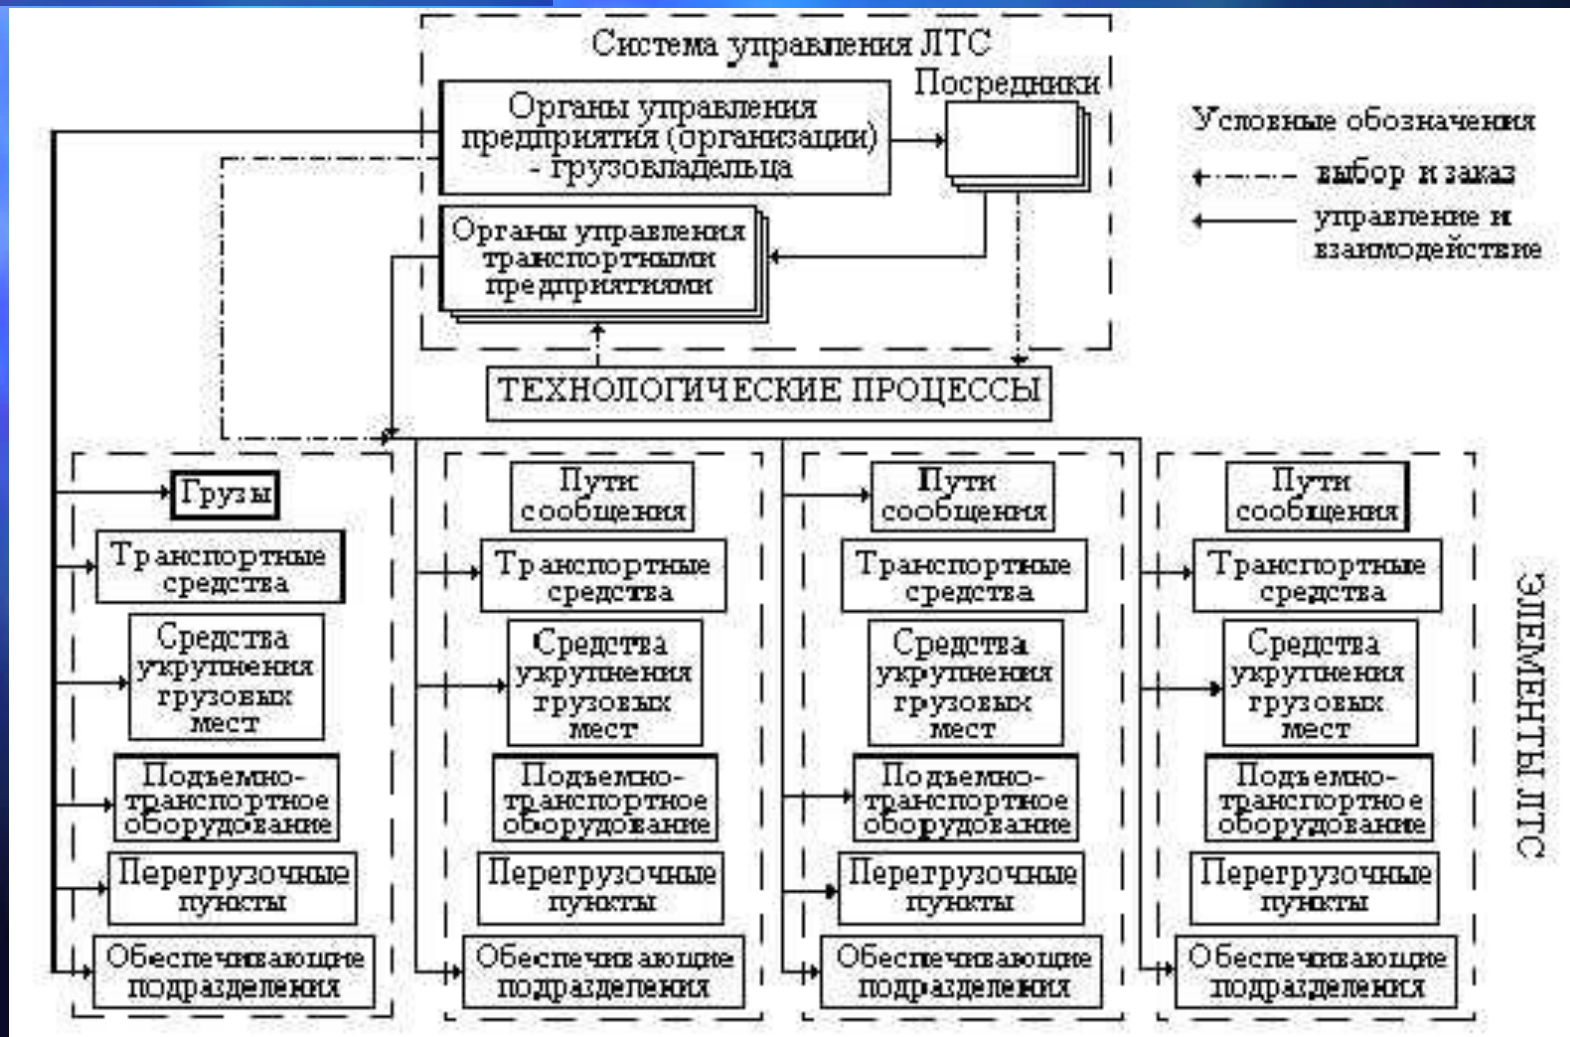 Система управления ЛТС
Органы управления
предприятия (организации)
- грузовладельца
Посредники
Органы управления
транспортными
предприятиями
Условные обозначения
выбор и заказ
управление и
взаимодействие
ТЕХНОЛОГИЧЕСКИЕ ПРОЦЕССЫ
Грузы
Транспортные
средства
Средства
укрупнения
грузовых
мест
Подъемно-
транспортное
оборудование
Перегрузочные
пункты
Обеспечивающие
подразделения
Пути
сообщения
Транспортные
средства
Средства
укрупнения
грузовых
мест
Подъемно-
транспортное
оборудование
Перегрузочные
пункты
Обеспечивающие
подразделения
Пути
сообщения
Транспортные
средства
Средства
укрупнения
грузовых
мест
Подъемно-
транспортное
оборудование
Перегрузочные
пункты
Обеспечивающие
подразделения
Пути
сообщения
Транспортные
средства
Средства
укрупнения
грузовых
мест
Подъемно-
транспортное
оборудование
Перегрузочные
пункты
Обеспечивающие
подразделения
ЭЛЕМЕНТЫ ЛТС